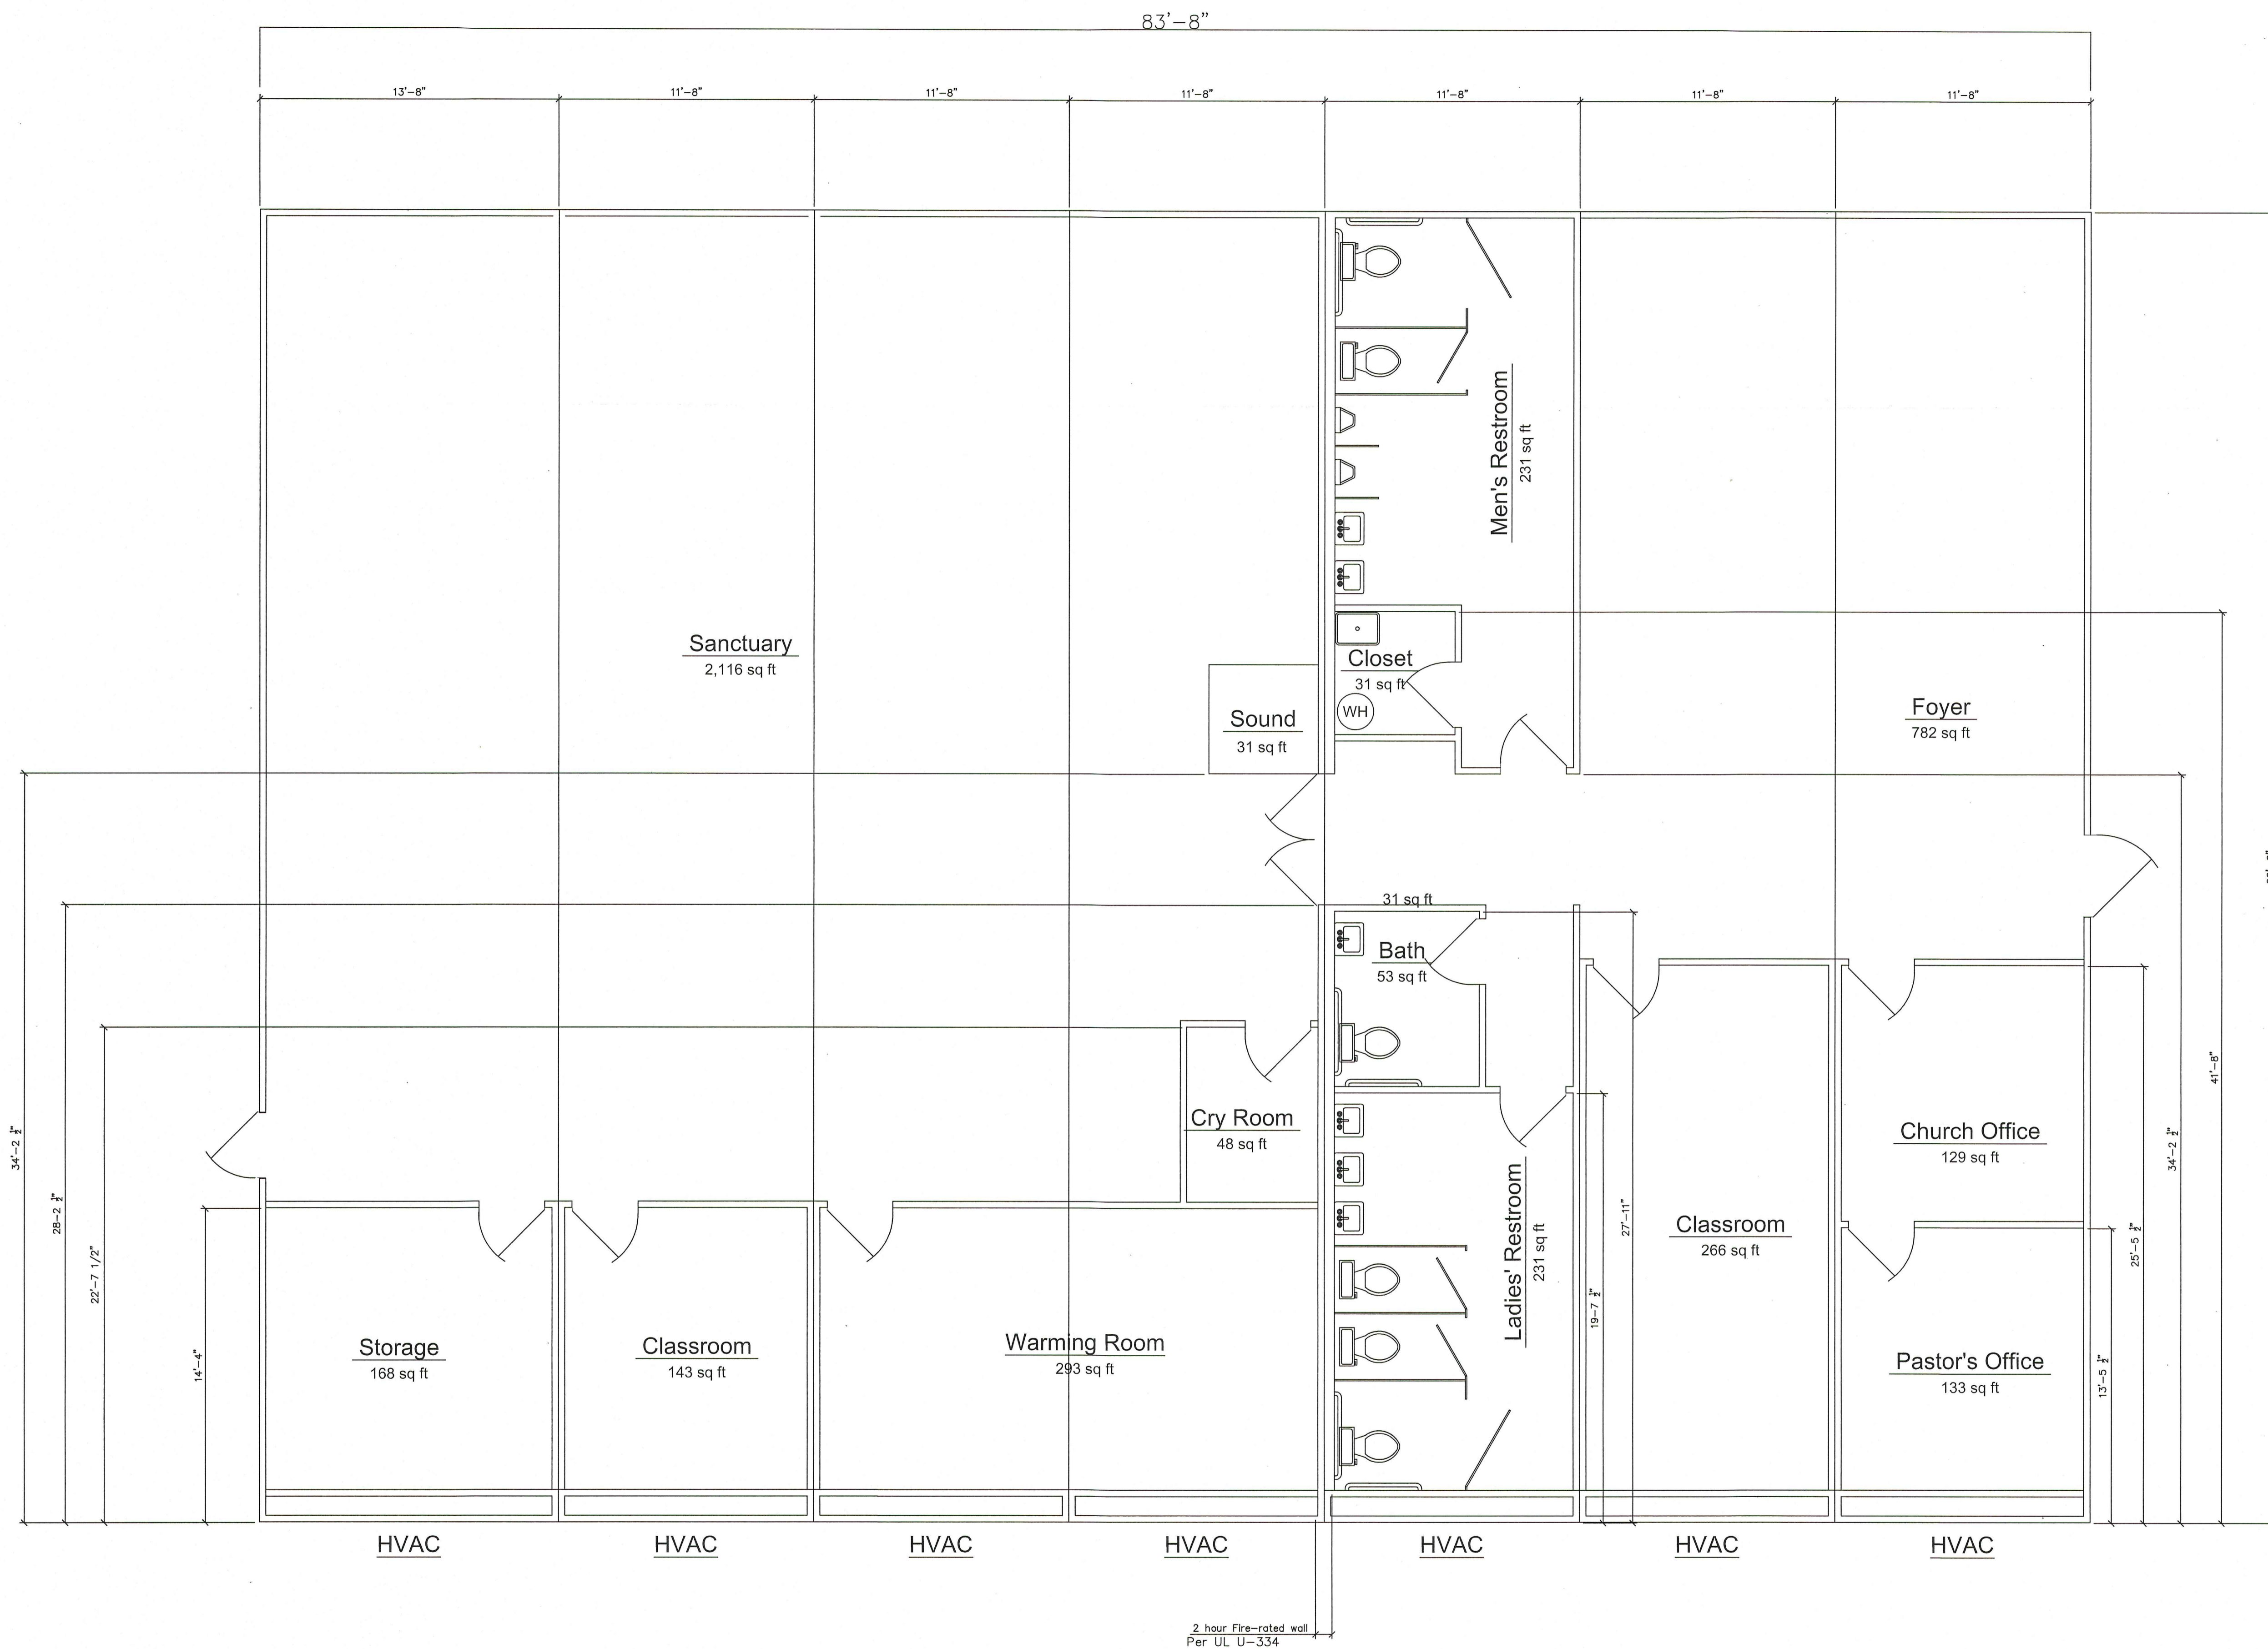 83'-8"
13'-8"
11'-8"
11'-8"
11'-8"
11'-8"
11'-8"
11'-8"
Men's Restroom
231 sq ft
Sanctuary
2,116 sq ft
Sound
31 sq ft
Closet
31 sq ft
WH
Foyer
782 sq ft
31 sq ft
Bath
53 sq ft
Cry Room
48 sq ft
Church Office
129 sq ft
Ladies' Restroom
231 sq ft
Classroom
266 sq ft
Storage
168 sq ft
Classroom
143 sq ft
Warming Room
293 sq ft
Pastor's Office
133 sq ft
34'-2 ½"
28-2 ½"
22'-7 1/2"
14'-4"
19-7 ½"
27'-11"
13'-5 ½"
25'-5 ½"
34'-2 ½"
41'-8"
HVAC
HVAC
HVAC
HVAC
HVAC
HVAC
HVAC
2 hour Fire-rated wall
Per UL U-334